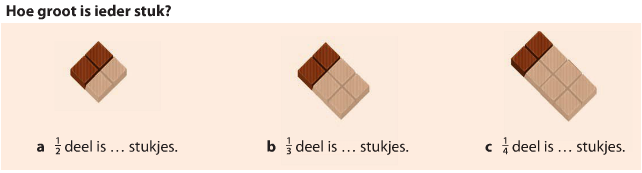 Hoe groot is ieder stuk?
a ½ deel is … stukjes.
b ⅓ deel is … stukjes.
c ¼ deel is … stukjes.